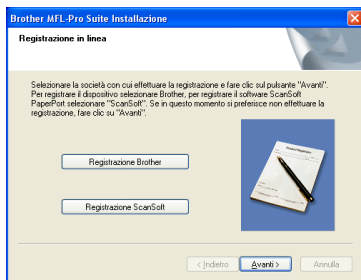 Brother MFL-Pro Suite Installazione
Registrazione in linea
Selezionare la società con cui effettuare la registrazione e fare clic sul pulsante "Avanti".
Per registrare il dispositivo selezionare Brother, per registrare il software ScanSoft
PaperPort selezionare "ScanSoft". Se in questo momento si preferisce non effettuare la
registrazione, fare clic su "Avanti".
Registrazione Brother
Registrazione ScanSoft
< Indietro
Avanti >
Annulla